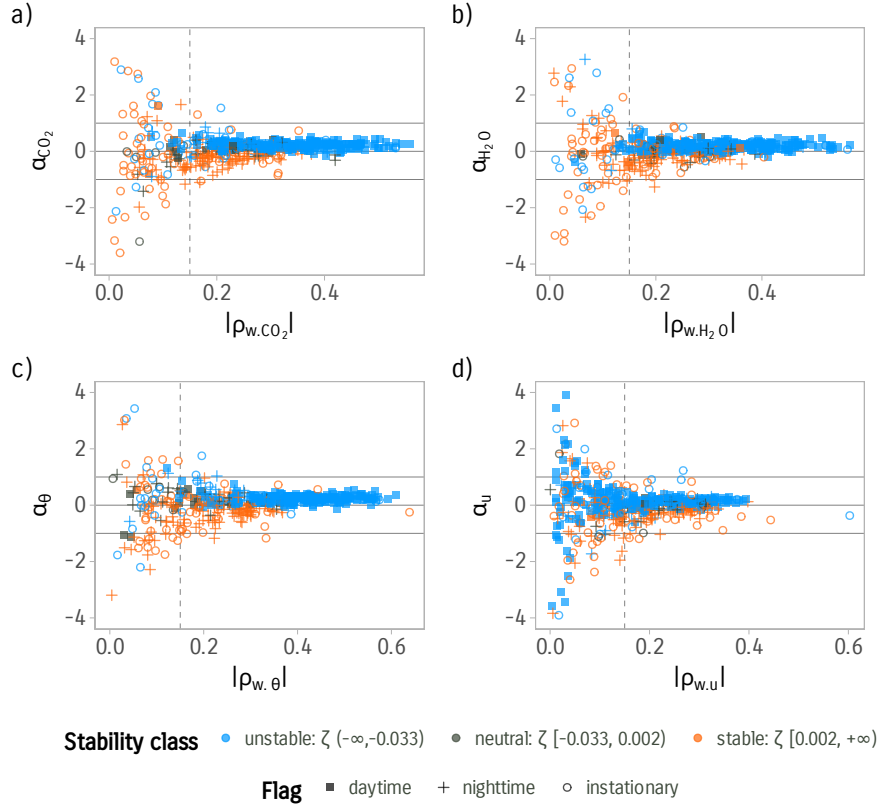 a)
b)
4
2
0
-2
-4
α_CO₂
0.0 0.2 0.4
|ρ_w.CO₂|
4
2
0
-2
-4
α_H₂O
0.0 0.2 0.4
|ρ_w.H₂O|
c)
d)
4
2
0
-2
-4
α_θ
0.0 0.2 0.4 0.6
|ρ_w.θ|
4
2
0
-2
-4
α_u
0.0 0.2 0.4 0.6
|ρ_w.u|
Stability class unstable: ζ (−∞,-0.033) neutral: ζ [-0.033, 0.002) stable: ζ [0.002, +∞)
Flag daytime nighttime instationary